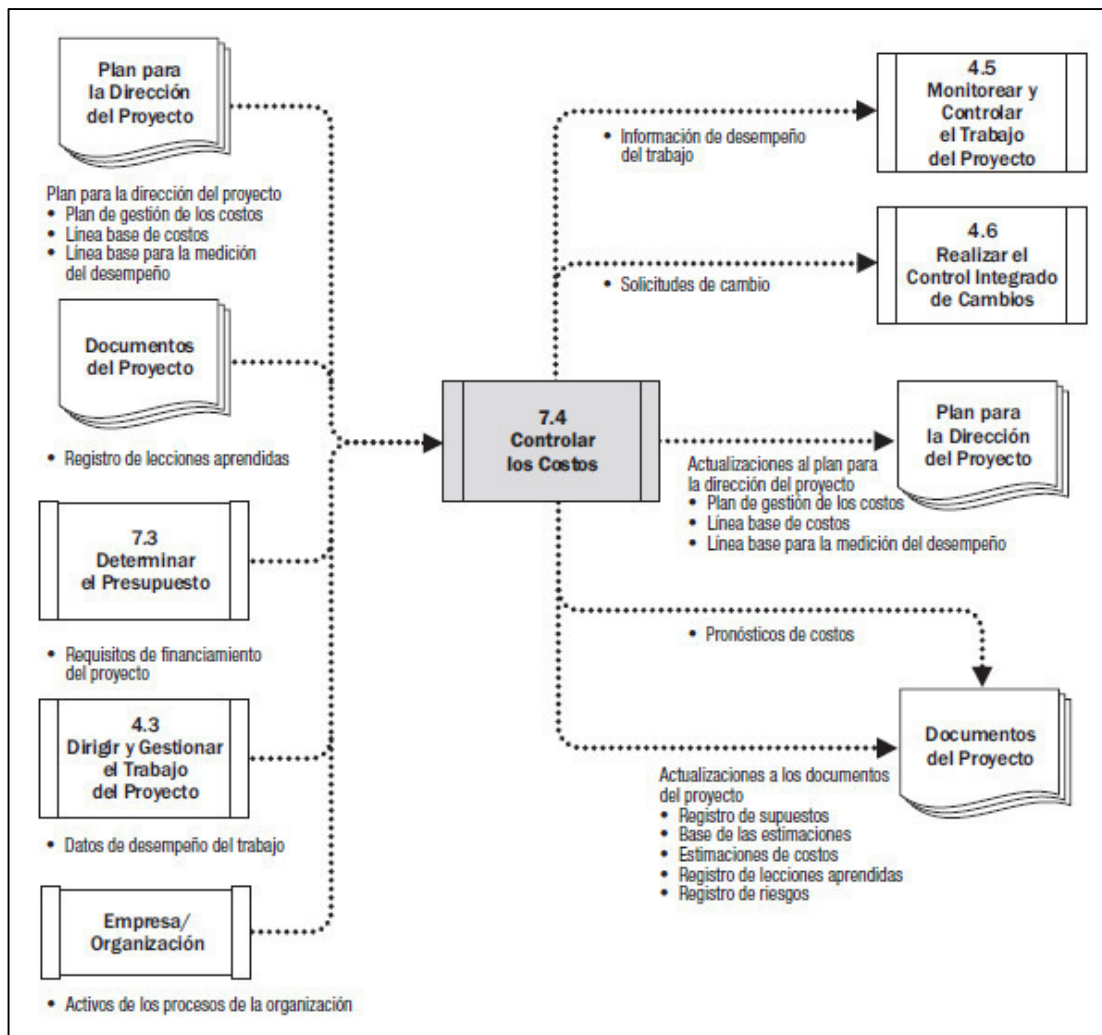 Plan para
la Dirección
del Proyecto
Plan para la dirección del proyecto
• Plan de gestión de los costos
• Línea base de costos
• Línea base para la medición
del desempeño
Documentos
del Proyecto
• Registro de lecciones aprendidas
7.3
Determinar
el Presupuesto
• Requisitos de financiamiento
del proyecto
4.3
Dirigir y Gestionar
el Trabajo
del Proyecto
• Datos de desempeño del trabajo
Empresa/
Organización
• Activos de los procesos de la organización
7.4
Controlar
los Costos
• Información de desempeño
del trabajo
4.5
Monitorear y
Controlar
el Trabajo
del Proyecto
• Solicitudes de cambio
4.6
Realizar el
Control Integrado
de Cambios
Plan para
la Dirección
del Proyecto
Actualizaciones al plan para
la dirección del proyecto
• Plan de gestión de los costos
• Línea base de costos
• Línea base para la medición del desempeño
• Pronósticos de costos
Documentos
del Proyecto
Actualizaciones a los documentos
del proyecto
• Registro de supuestos
• Base de las estimaciones
• Estimaciones de costos
• Registro de lecciones aprendidas
• Registro de riesgos